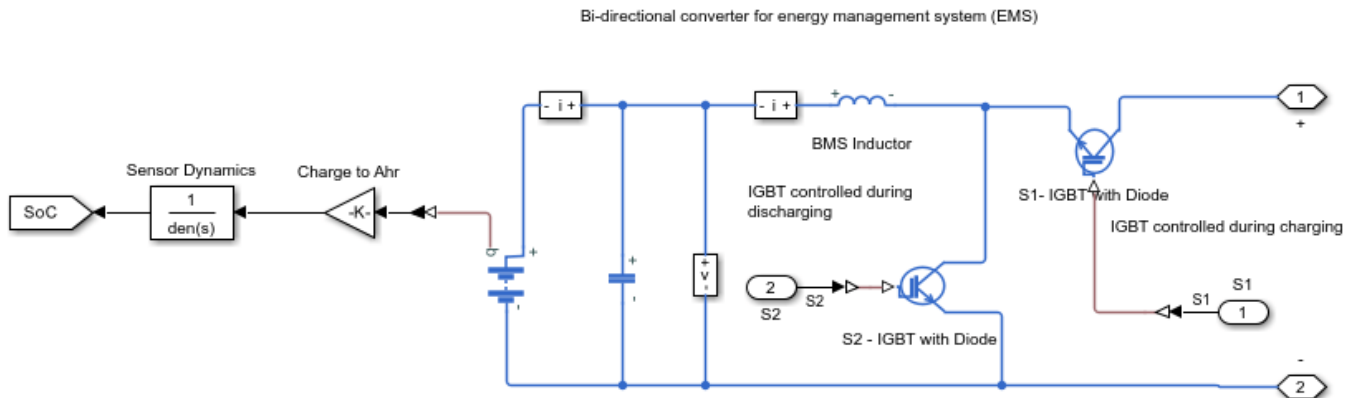 Bi-directional converter for energy management system (EMS)
- i +
- i +
+ -
1
+
BMS Inductor
Sensor Dynamics
Charge to Ahr
IGBT controlled during
discharging
S1- IGBT with Diode
SoC
1
den(s)
-K-
IGBT controlled during charging
q
+
-
+
-
+
v
-
2
S2
S2
S1
S1
1
S2 - IGBT with Diode
-
2